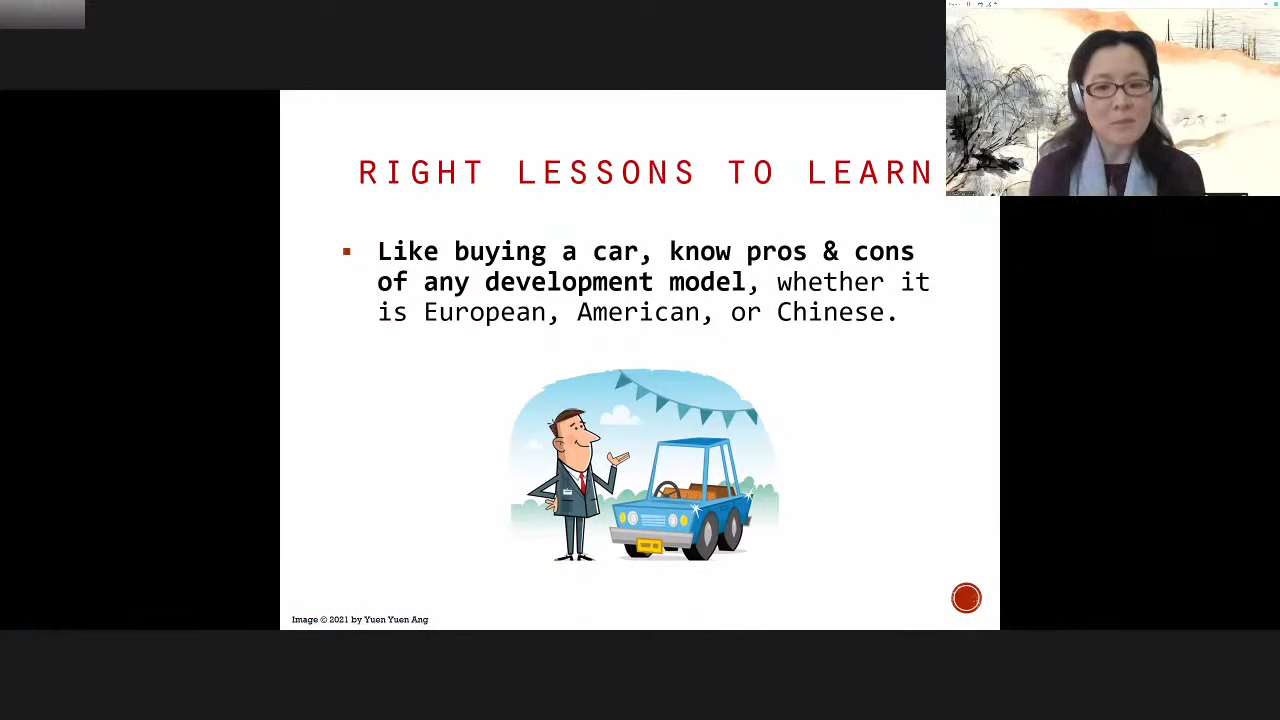 RIGHT LESSONS TO LEARN
Like buying a car, know pros & cons
of any development model, whether it
is European, American, or Chinese.
Image © 2021 by Yuen Yuen Ang